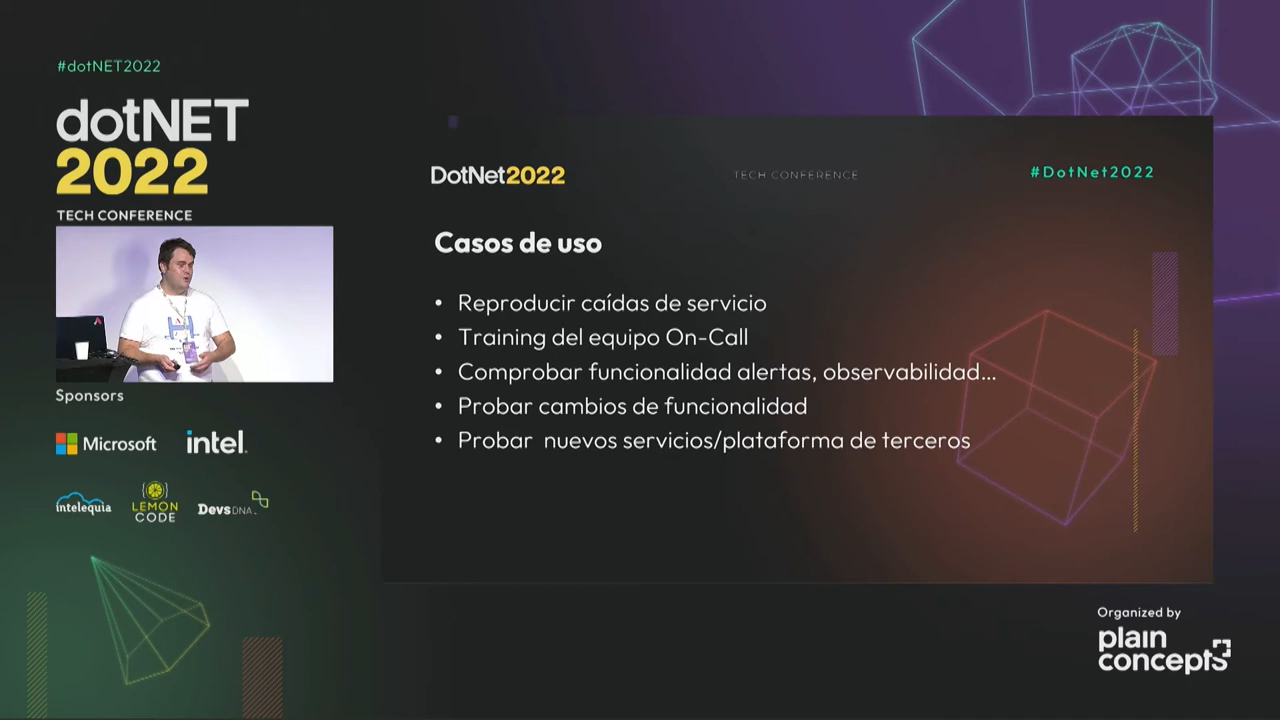 #dotNET2022
dotNET
2022
TECH CONFERENCE
Sponsors
Microsoft
intel.
intelequia
LEMON
CODE
DevsDNA
DotNet2022
TECH CONFERENCE
#DotNet2022
Casos de uso
• Reproducir caídas de servicio
• Training del equipo On-Call
• Comprobar funcionalidad alertas, observabilidad...
• Probar cambios de funcionalidad
• Probar  nuevos servicios/plataforma de terceros
Organized by
plain
concepts